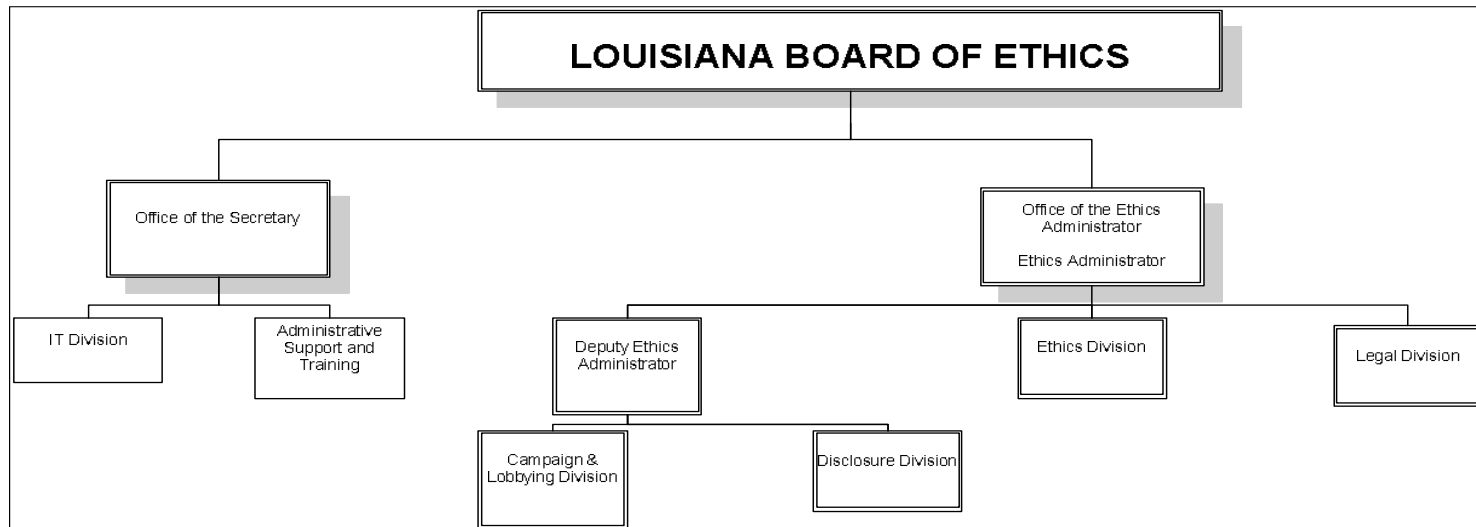 LOUISIANA BOARD OF ETHICS
Office of the Secretary
Office of the Ethics
Administrator
Ethics Administrator
IT Division
Administrative
Support and
Training
Deputy Ethics
Administrator
Ethics Division
Legal Division
Campaign &
Lobbying Division
Disclosure Division